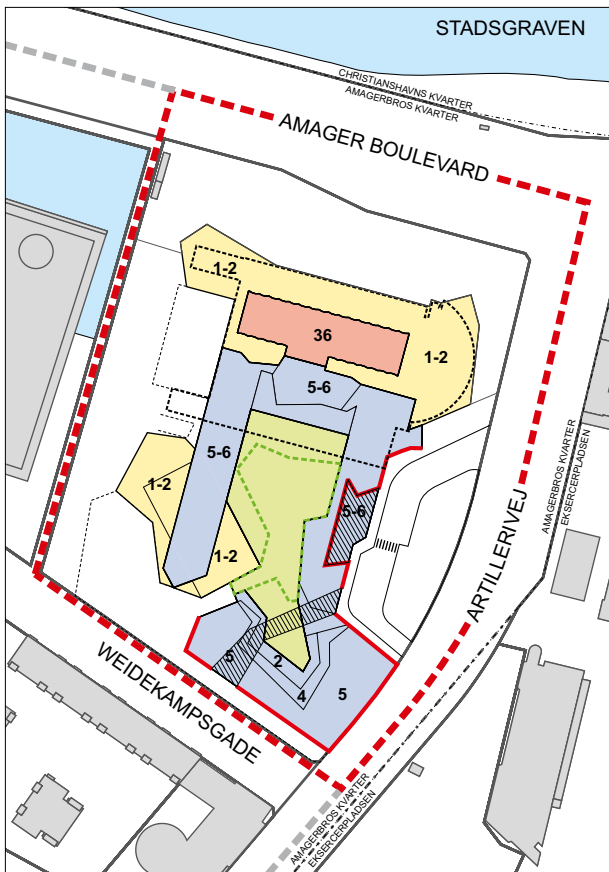 STADSGRAVEN
CHRISTIANSHAVNS KVARTER
AMAGERBROS KVARTER
AMAGER BOULEVARD
1-2
36
1-2
5-6
5-6
1-2
5-6
1-2
AMAGERBROS KVARTER
EKSERCERPLADSEN
ARTILLERIVEJ
5
2
4
5
WEIDEKAMPSGADE
AMAGERBROS KVARTER
EKSERCERPLADSEN